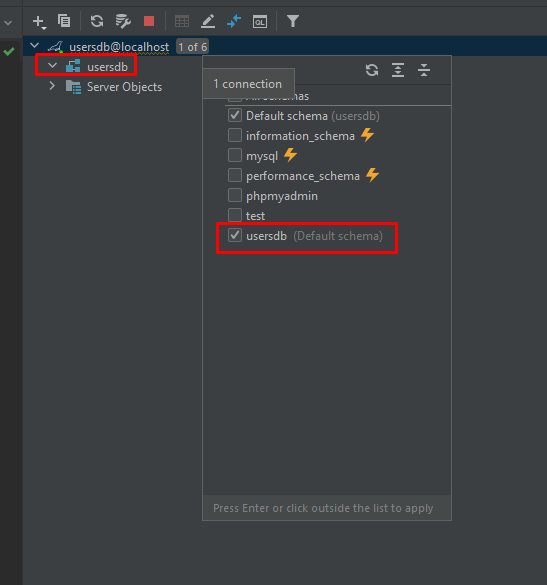 usersdb@localhost 1 of 6
usersdb
Server Objects
1 connection
Default schema (usersdb)
information_schema
mysql
performance_schema
phpmyadmin
test
usersdb (Default schema)
Press Enter or click outside the list to apply